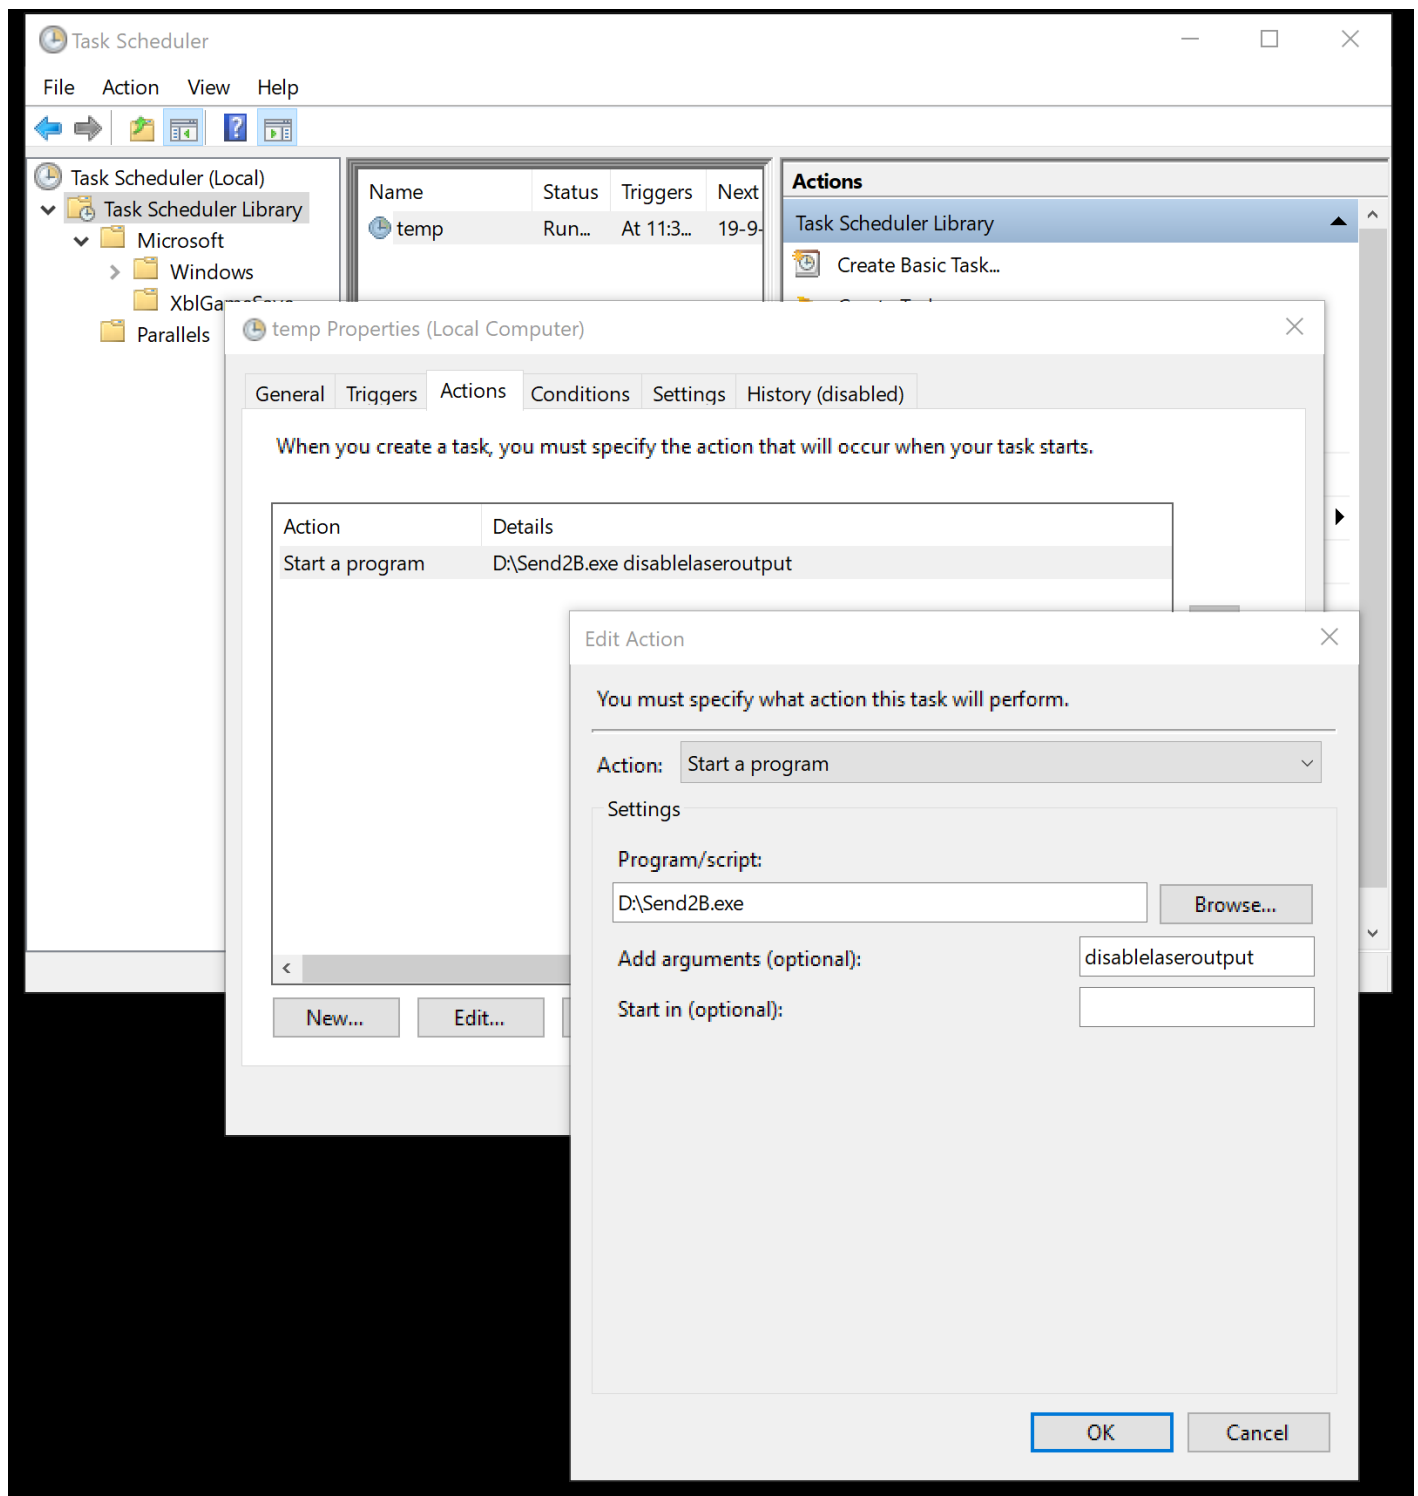 Task Scheduler
File Action View Help
Task Scheduler (Local)
Task Scheduler Library
Microsoft
Windows
Parallels
Name Status Triggers Next
temp Run... At 11:3... 19-9-
Actions
Task Scheduler Library
Create Basic Task...
temp Properties (Local Computer)
General Triggers Actions Conditions Settings History (disabled)
When you create a task, you must specify the action that will occur when your task starts.
Action Details
Start a program D:\Send2B.exe disablelaseroutput
New... Edit...
Edit Action
You must specify what action this task will perform.
Action: Start a program
Settings
Program/script:
D:\Send2B.exe Browse...
Add arguments (optional): disablelaseroutput
Start in (optional):
OK Cancel